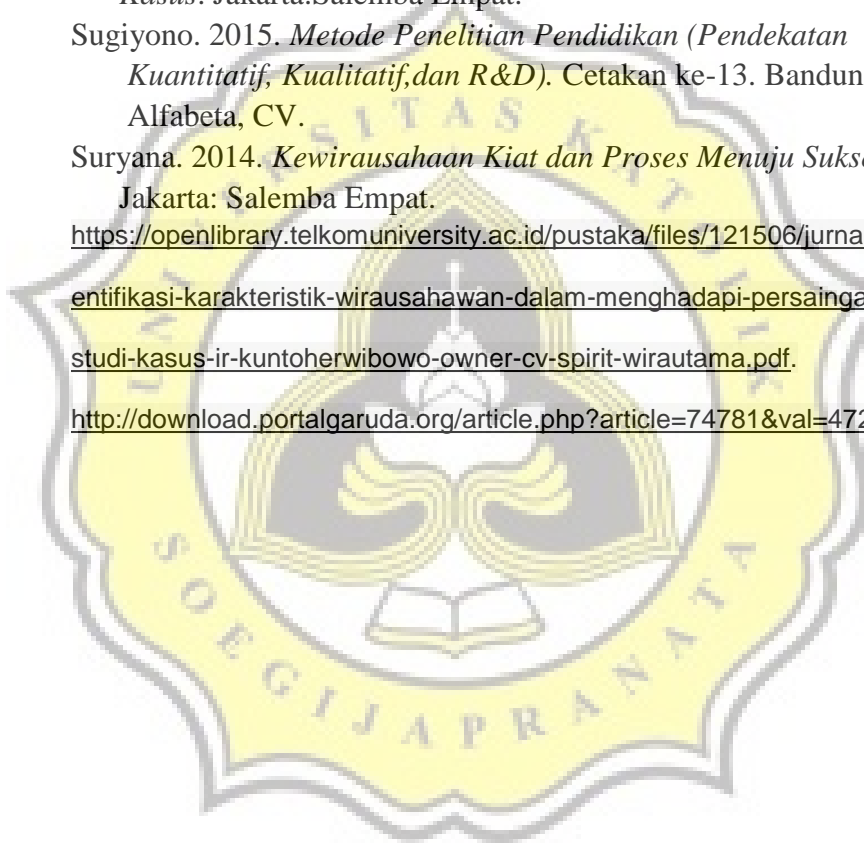 Kasus. Jakarta.Salemba Empat.
Sugiyono. 2015. Metode Penelitian Pendidikan (Pendekatan
Kuantitatif, Kualitatif,dan R&D). Cetakan ke-13. Bandun
Alfabeta, CV.
Suryana. 2014. Kewirausahaan Kiat dan Proses Menuju Sukse
Jakarta: Salemba Empat.
https://openlibrary.telkomuniversity.ac.id/pustaka/files/121506/jurna
entifikasi-karakteristik-wirausahawan-dalam-menghadapi-persainga
studi-kasus-ir-kuntoherwibowo-owner-cv-spirit-wirautama.pdf.
http://download.portalgaruda.org/article.php?article=74781&val=472
UNIVERSITAS KATOLIK
SOEGIJAPRANATA